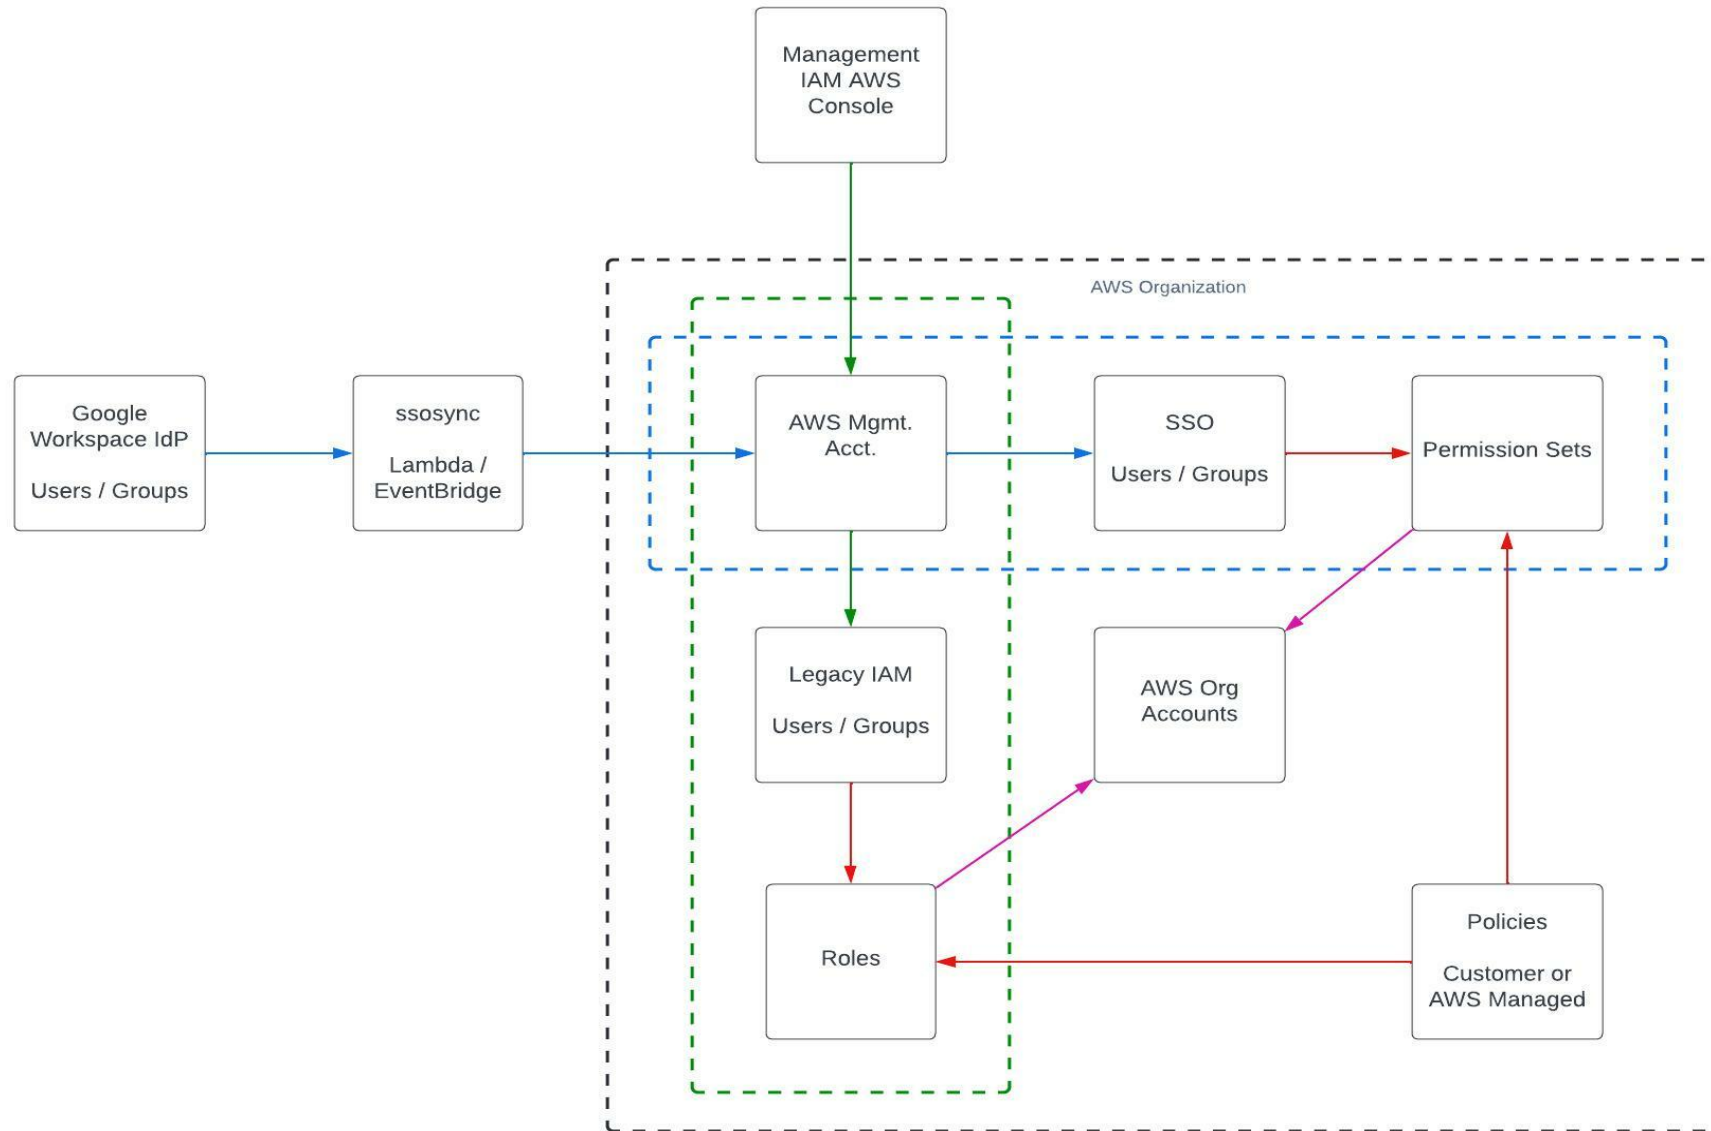 Management
IAM AWS
Console
AWS Organization
Google
Workspace IdP
Users / Groups
ssosync
Lambda /
EventBridge
AWS Mgmt.
Acct.
SSO
Users / Groups
Permission Sets
Legacy IAM
Users / Groups
AWS Org
Accounts
Roles
Policies
Customer or
AWS Managed